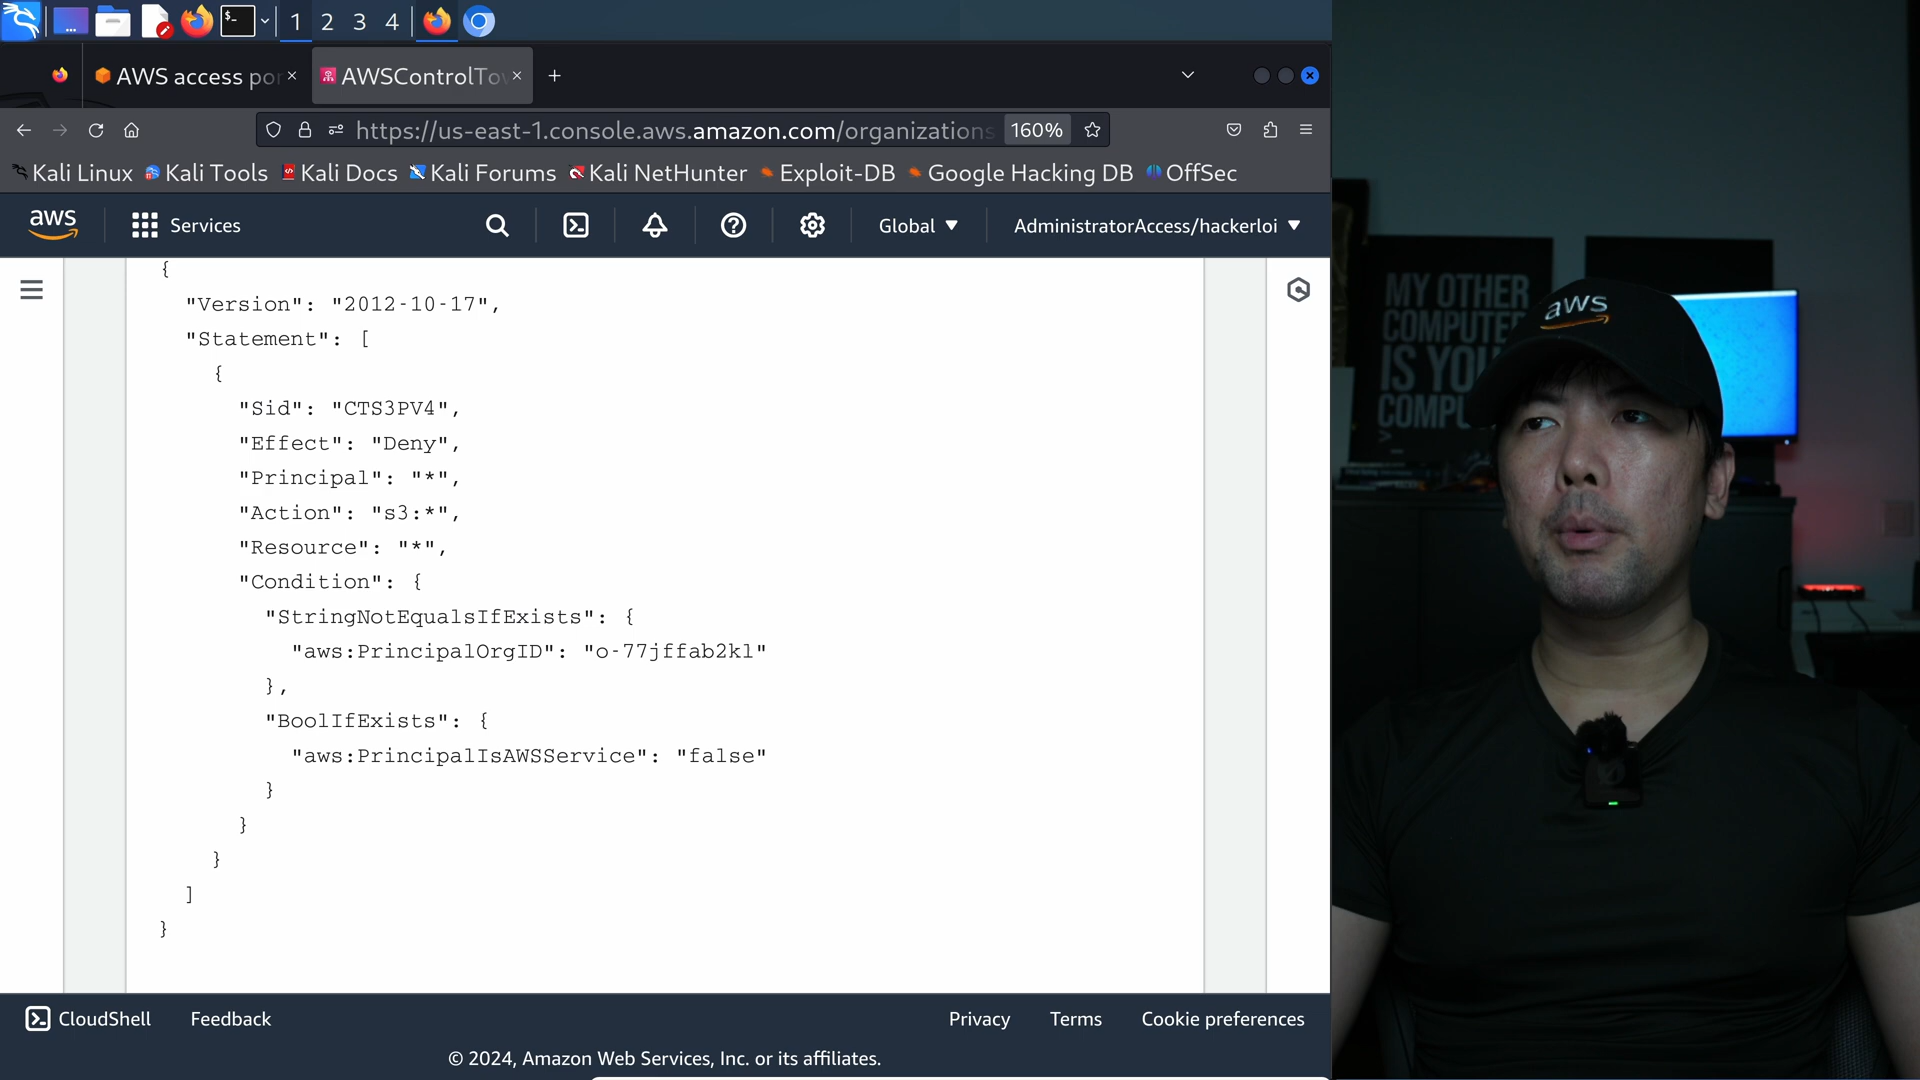 1 2 3 4
AWS access por
AWSControlTo
https://us-east-1.console.aws.amazon.com/organizations
160%
Kali Linux
Kali Tools
Kali Docs
Kali Forums
Kali NetHunter
Exploit-DB
Google Hacking DB
OffSec
aws
Services
Global
AdministratorAccess/hackerloi
{
"Version": "2012-10-17",
"Statement": [
{
"Sid": "CTS3PV4",
"Effect": "Deny",
"Principal": "*",
"Action": "s3:*",
"Resource": "*",
"Condition": {
"StringNotEqualsIfExists": {
"aws:PrincipalOrgID": "o-77jffab2kl"
},
"BoolIfExists": {
"aws:PrincipalIsAWSService": "false"
}
}
}
]
}
CloudShell
Feedback
Privacy
Terms
Cookie preferences
© 2024, Amazon Web Services, Inc. or its affiliates.
MY OTHER
COMPUTE
IS YOU
COMPU
aws